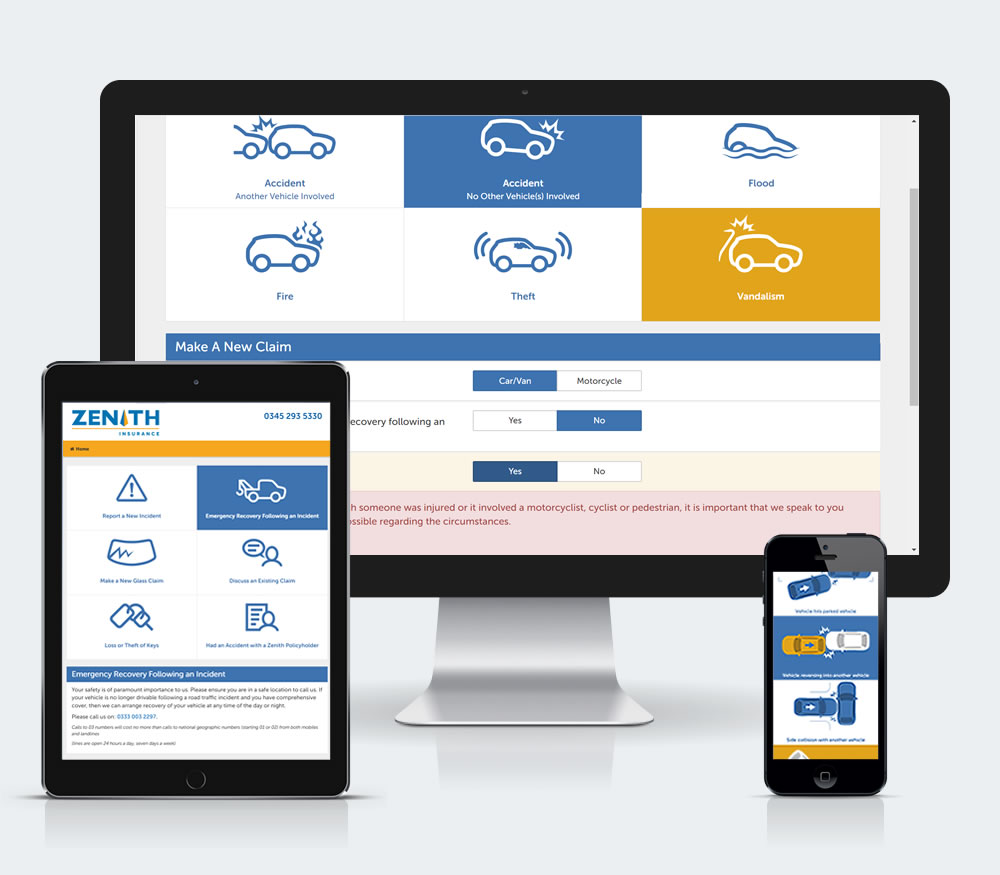 Accident
Another Vehicle Involved
Accident
No Other Vehicle(s) Involved
Flood
Fire
Theft
Vandalism
Make A New Claim
Car/Van
Motorcycle
ecovery following an
Yes
No
Yes
No
h someone was injured or it involved a motorcyclist, cyclist or pedestrian, it is important that we speak to you
ossible regarding the circumstances.
ZENITH
INSURANCE
0345 293 5330
Home
Report a New Incident
Emergency Recovery Following an Incident
Make a New Glass Claim
Discuss an Existing Claim
Loss or Theft of Keys
Had an Accident with a Zenith Policyholder
Emergency Recovery Following an Incident
Your safety is of paramount importance to us. Please ensure you are in a safe location to call us. If
your vehicle is no longer drivable following a road traffic incident and you have comprehensive
cover, then we can arrange recovery of your vehicle at any time of the day or night.
Please call us on: 0333 003 2297.
Calls to 03 numbers will cost no more than calls to national geographic numbers (starting 01 or 02) from both mobiles
and landlines
(lines are open 24 hours a day, seven days a week)
Vehicle hits parked vehicle
Vehicle reversing into another vehicle
Side collision with another vehicle